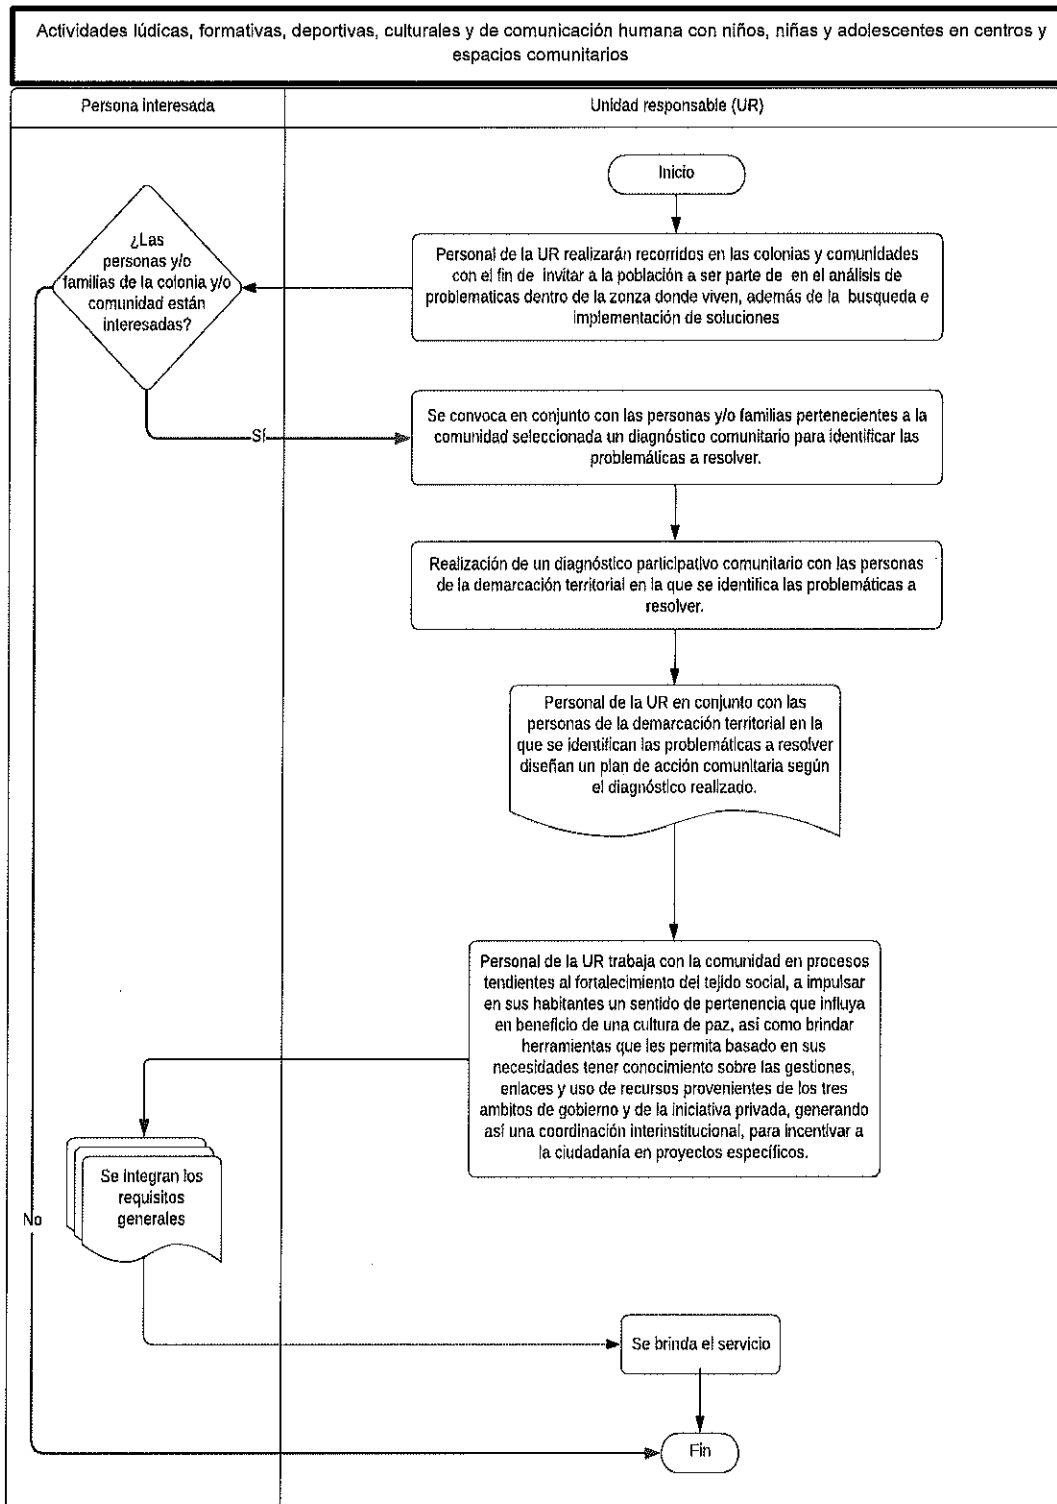 Actividades lúdicas, formativas, deportivas, culturales y de comunicación humana con niños, niñas y adolescentes en centros y
espacios comunitarios
Persona interesada
Unidad responsable (UR)
Inicio
¿Las
personas y/o
familias de la colonia y/o
comunidad están
interesadas?
Personal de la UR realizarán recorridos en las colonias y comunidades
con el fin de invitar a la población a ser parte de en el análisis de
problematicas dentro de la zonza donde viven, además de la busqueda e
implementación de soluciones
Sí
Se convoca en conjunto con las personas y/o familias pertenecientes a la
comunidad seleccionada un diagnóstico comunitario para identificar las
problemáticas a resolver.
Realización de un diagnóstico participativo comunitario con las personas
de la demarcación territorial en la que se identifica las problemáticas a
resolver.
Personal de la UR en conjunto con las
personas de la demarcación territorial en la
que se identifican las problemáticas a resolver
diseñan un plan de acción comunitaria según
el diagnóstico realizado.
Personal de la UR trabaja con la comunidad en procesos
tendientes al fortalecimiento del tejido social, a impulsar
en sus habitantes un sentido de pertenencia que influya
en beneficio de una cultura de paz, así como brindar
herramientas que les permita basado en sus
necesidades tener conocimiento sobre las gestiones,
enlaces y uso de recursos provenientes de los tres
ambitos de gobierno y de la iniciativa privada, generando
así una coordinación interinstitucional, para incentivar a
la ciudadanía en proyectos específicos.
Se integran los
requisitos
generales
No
Se brinda el servicio
Fin